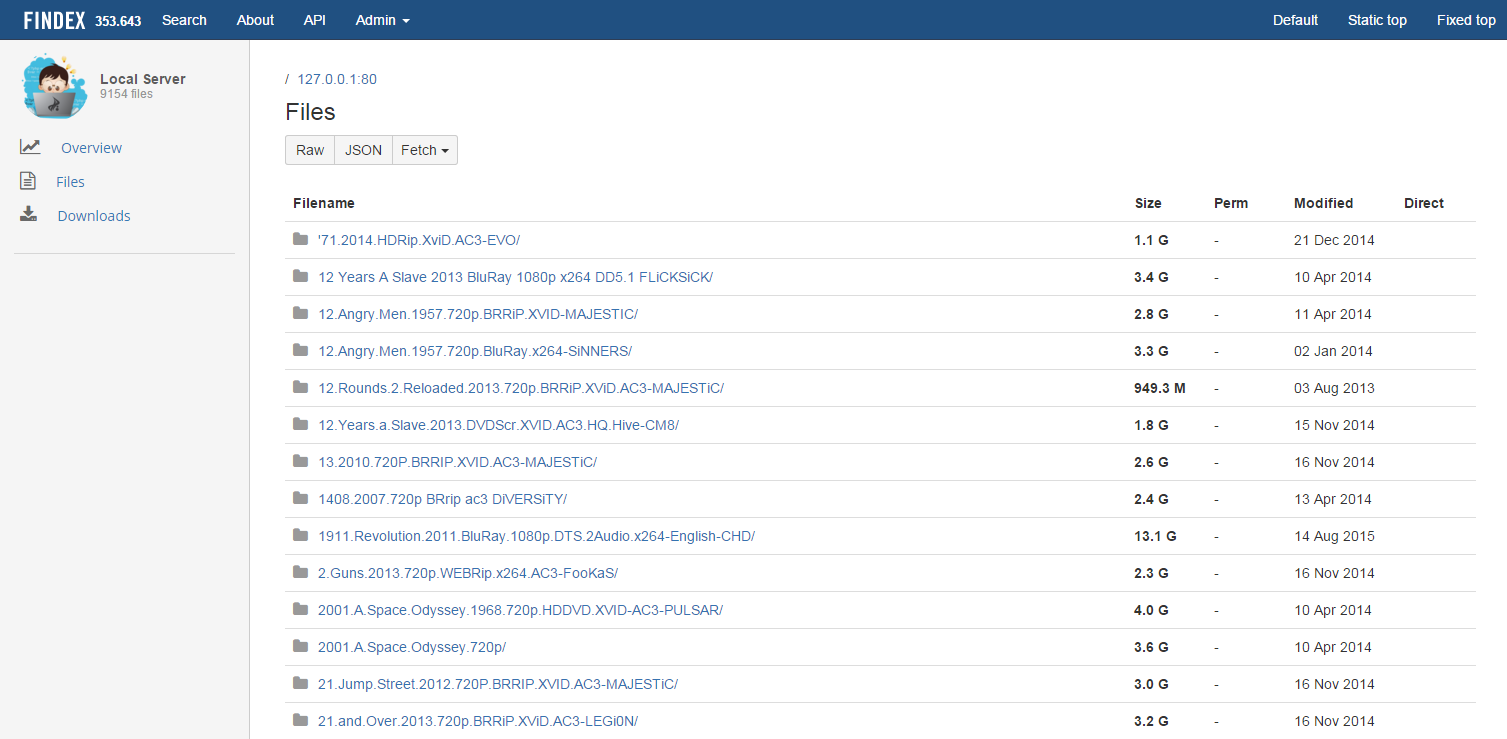 FINDEX 353.643 Search About API Admin Default Static top Fixed top
Local Server
9154 files
Overview
Files
Downloads
/ 127.0.0.1:80
Files
Raw JSON Fetch
Filename Size Perm Modified Direct
'71.2014.HDRip.XviD.AC3-EVO/ 1.1 G - 21 Dec 2014
12 Years A Slave 2013 BluRay 1080p x264 DD5.1 FLiCKSiCK/ 3.4 G - 10 Apr 2014
12.Angry.Men.1957.720p.BRRiP.XVID-MAJESTIC/ 2.8 G - 11 Apr 2014
12.Angry.Men.1957.720p.BluRay.x264-SiNNERS/ 3.3 G - 02 Jan 2014
12.Rounds.2.Reloaded.2013.720p.BRRiP.XViD.AC3-MAJESTiC/ 949.3 M - 03 Aug 2013
12.Years.a.Slave.2013.DVDScr.XVID.AC3.HQ.Hive-CM8/ 1.8 G - 15 Nov 2014
13.2010.720P.BRRIP.XVID.AC3-MAJESTiC/ 2.6 G - 16 Nov 2014
1408.2007.720p BRrip ac3 DiVERSiTY/ 2.4 G - 13 Apr 2014
1911.Revolution.2011.BluRay.1080p.DTS.2Audio.x264-English-CHD/ 13.1 G - 14 Aug 2015
2.Guns.2013.720p.WEBRip.x264.AC3-FooKaS/ 2.3 G - 16 Nov 2014
2001.A.Space.Odyssey.1968.720p.HDDVD.XVID-AC3-PULSAR/ 4.0 G - 10 Apr 2014
2001.A.Space.Odyssey.720p/ 3.6 G - 10 Apr 2014
21.Jump.Street.2012.720P.BRRIP.XVID.AC3-MAJESTiC/ 3.0 G - 16 Nov 2014
21.and.Over.2013.720p.BRRiP.XViD.AC3-LEGi0N/ 3.2 G - 16 Nov 2014